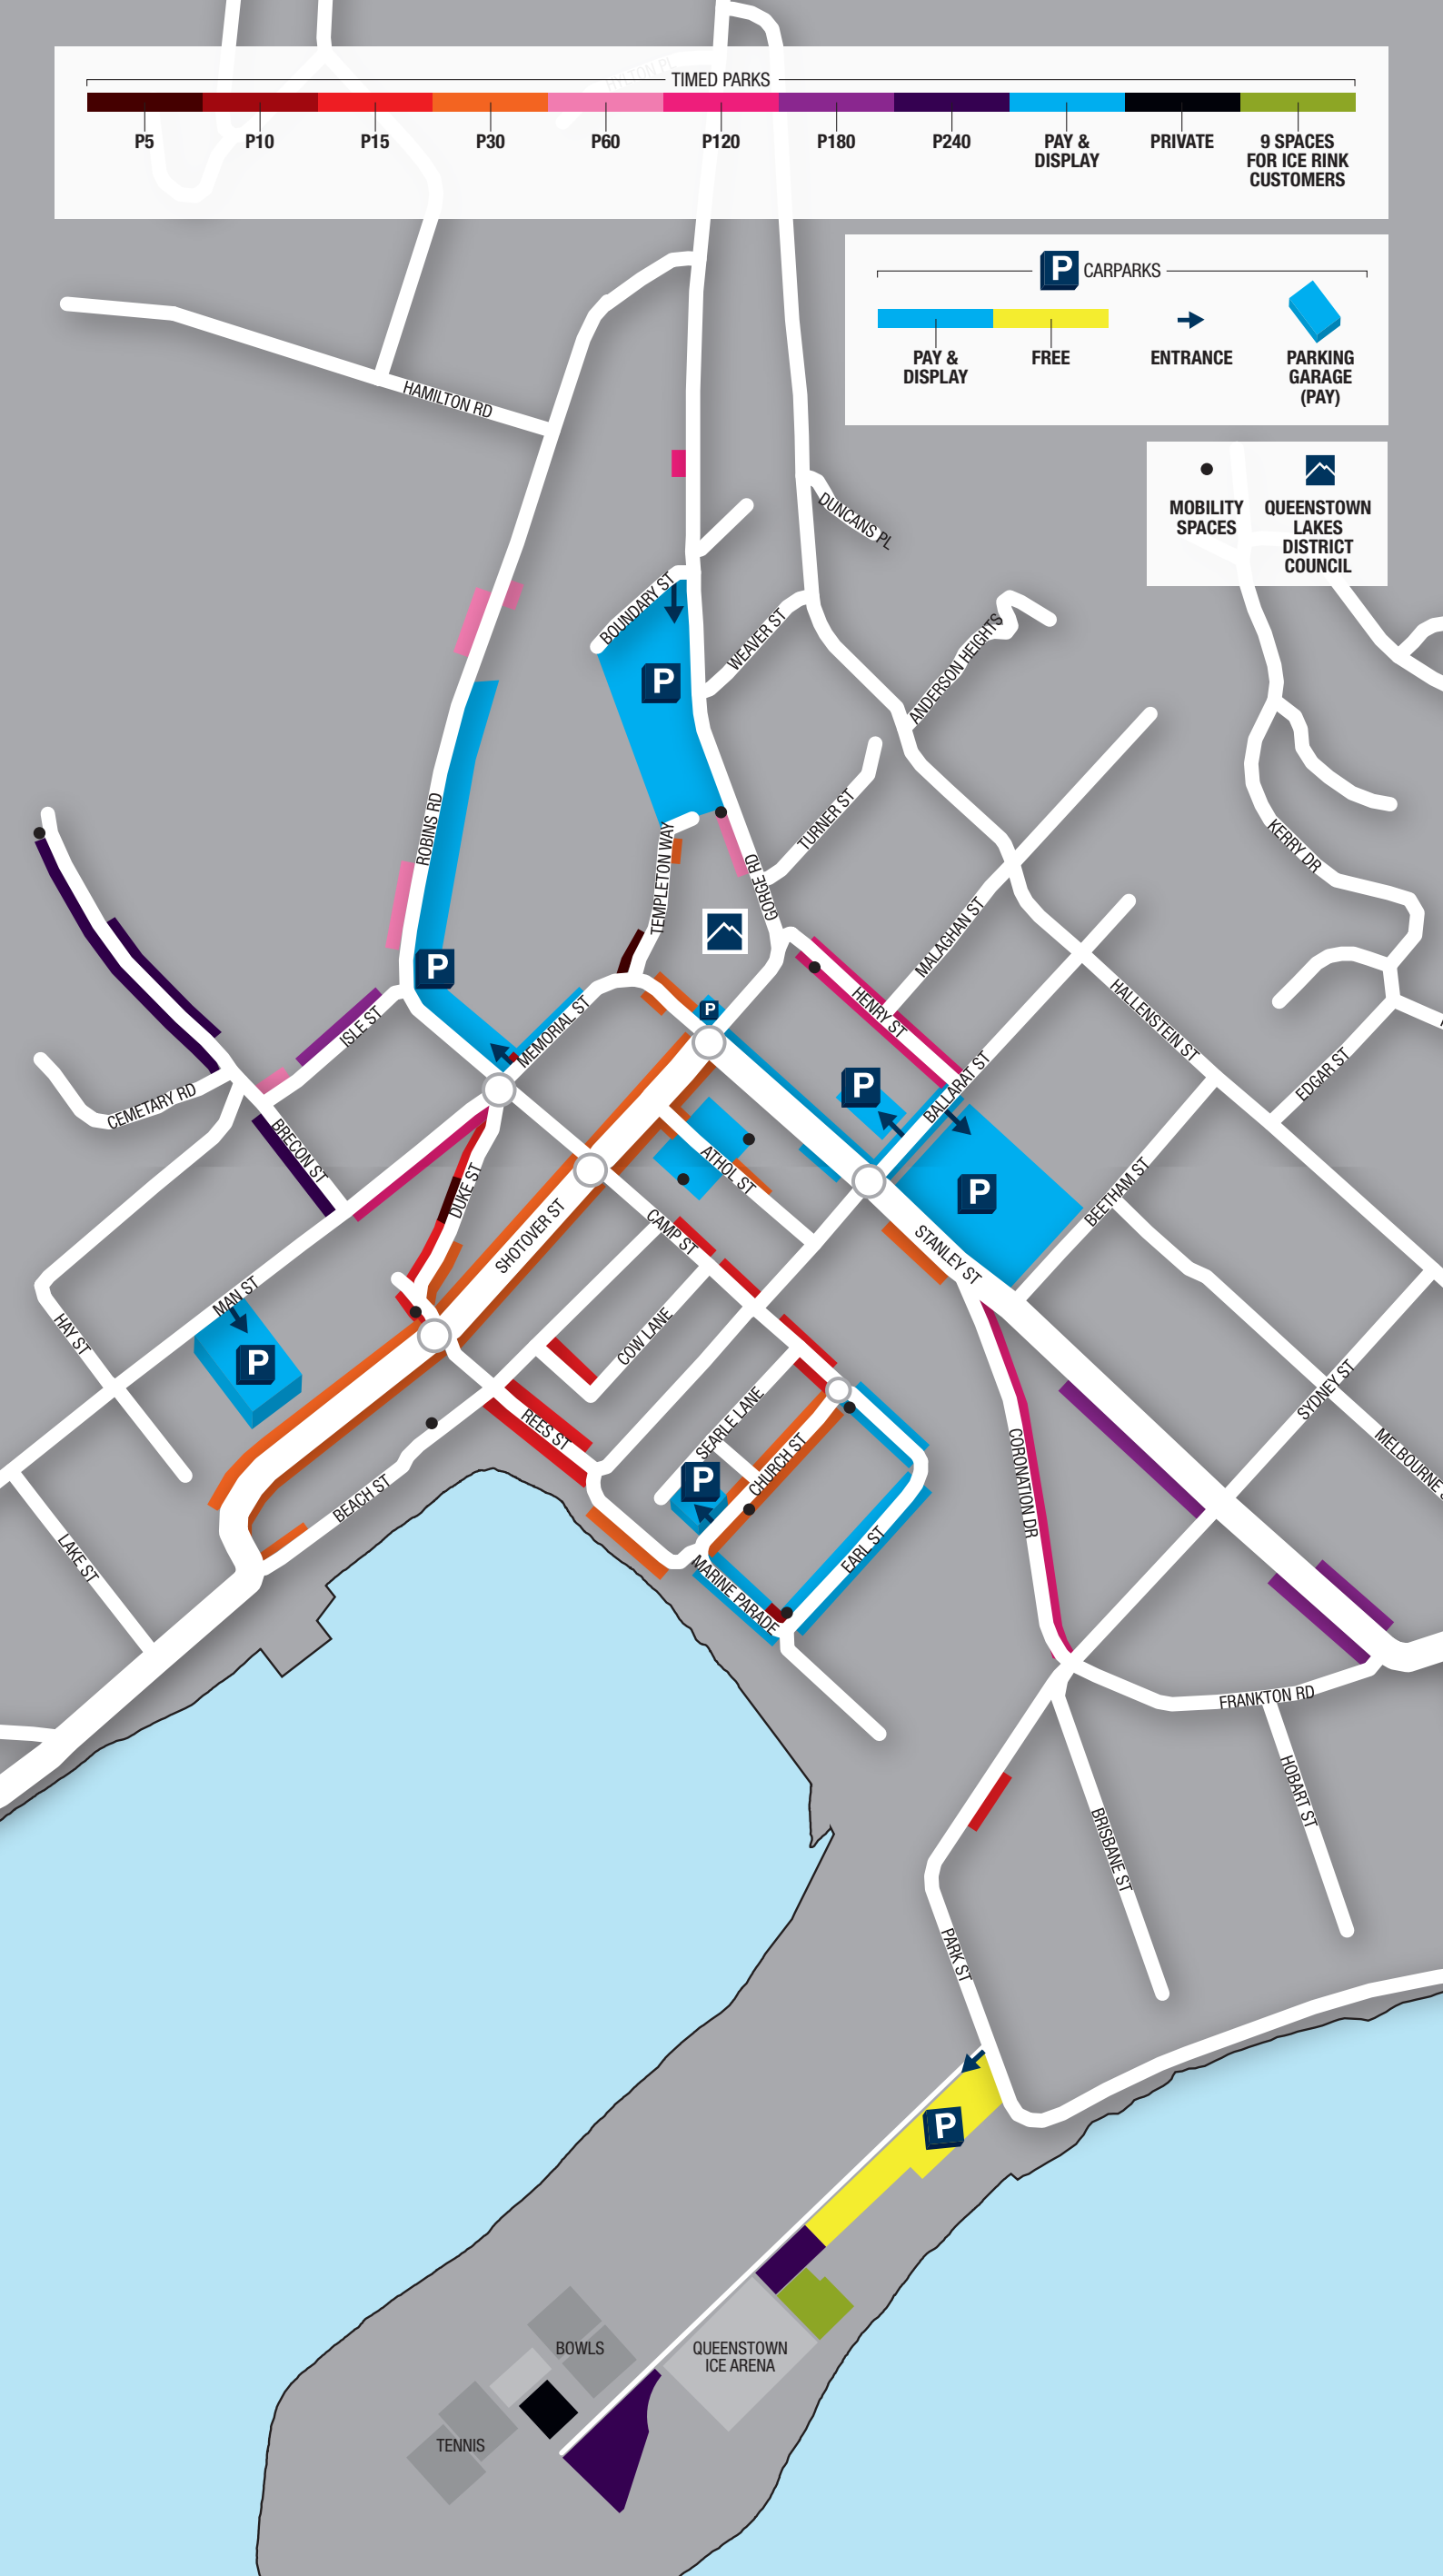 TIMED PARKS
P5
P10
P15
P30
P60
P120
P180
P240
PAY &
DISPLAY
PRIVATE
9 SPACES
FOR ICE RINK
CUSTOMERS
P CARPARKS
PAY &
DISPLAY
FREE
ENTRANCE
PARKING
GARAGE
(PAY)
MOBILITY
SPACES
QUEENSTOWN
LAKES
DISTRICT
COUNCIL
HAMILTON RD
DUNCANS PL
BOUNDARY ST
WEAVER ST
ANDERSON HEIGHTS
P
ROBINS RD
TURNER ST
KERRY DR
TEMPLETON WAY
GORGE RD
MALAGHAN ST
P
P
HENRY ST
HALLENSTEIN ST
ISLE ST
MEMORIAL ST
EDGAR ST
CEMETARY RD
P
BALLARAT ST
BRECON ST
ATHOL ST
P
DUKE ST
BEETHAM ST
SHOTOVER ST
CAMP ST
STANLEY ST
MAN ST
HAY ST
P
COW LANE
SYDNEY ST
REES ST
SEARLE LANE
CHURCH ST
MELBOURNE S
P
BEACH ST
CORONATION DR
LAKE ST
EARL ST
MARINE PARADE
FRANKTON RD
HOBART ST
BRISBANE ST
PARK ST
P
BOWLS
QUEENSTOWN
ICE ARENA
TENNIS